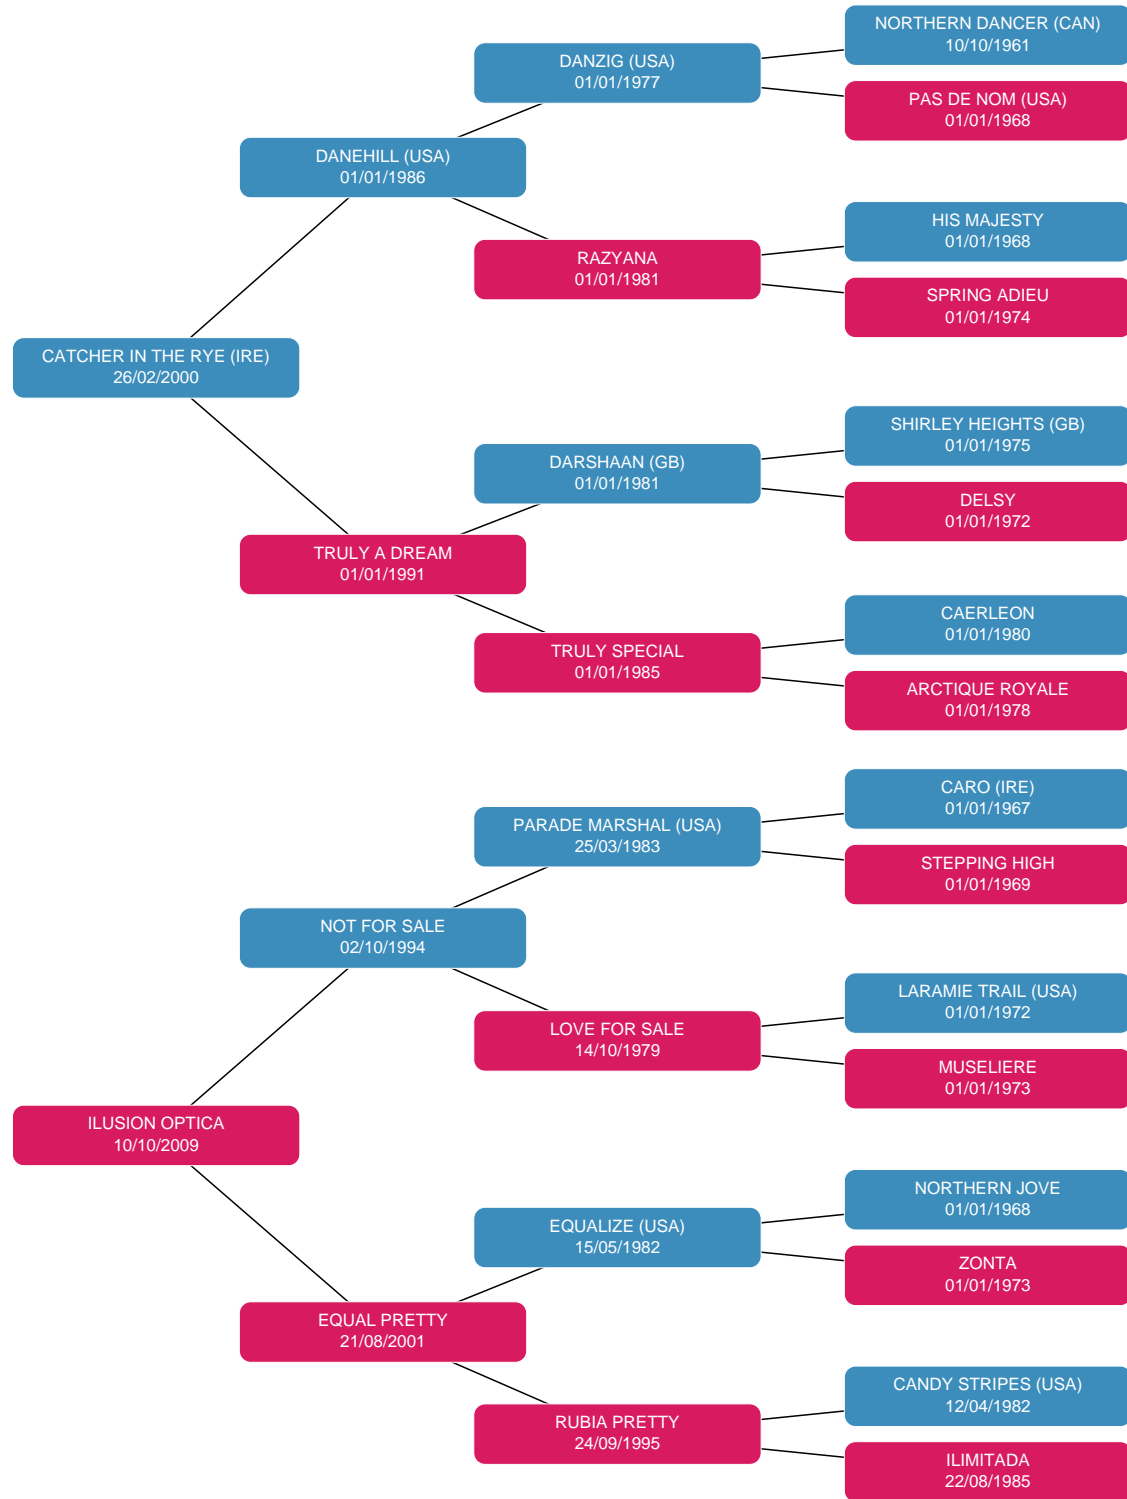 NORTHERN DANCER (CAN)
10/10/1961
DANZIG (USA)
01/01/1977
PAS DE NOM (USA)
01/01/1968
DANEHILL (USA)
01/01/1986
HIS MAJESTY
01/01/1968
RAZYANA
01/01/1981
SPRING ADIEU
01/01/1974
CATCHER IN THE RYE (IRE)
26/02/2000
SHIRLEY HEIGHTS (GB)
01/01/1975
DARSHAAN (GB)
01/01/1981
DELSY
01/01/1972
TRULY A DREAM
01/01/1991
CAERLEON
01/01/1980
TRULY SPECIAL
01/01/1985
ARCTIQUE ROYALE
01/01/1978
CARO (IRE)
01/01/1967
PARADE MARSHAL (USA)
25/03/1983
STEPPING HIGH
01/01/1969
NOT FOR SALE
02/10/1994
LARAMIE TRAIL (USA)
01/01/1972
LOVE FOR SALE
14/10/1979
MUSELIERE
01/01/1973
ILUSION OPTICA
10/10/2009
NORTHERN JOVE
01/01/1968
EQUALIZE (USA)
15/05/1982
ZONTA
01/01/1973
EQUAL PRETTY
21/08/2001
CANDY STRIPES (USA)
12/04/1982
RUBIA PRETTY
24/09/1995
ILIMITADA
22/08/1985